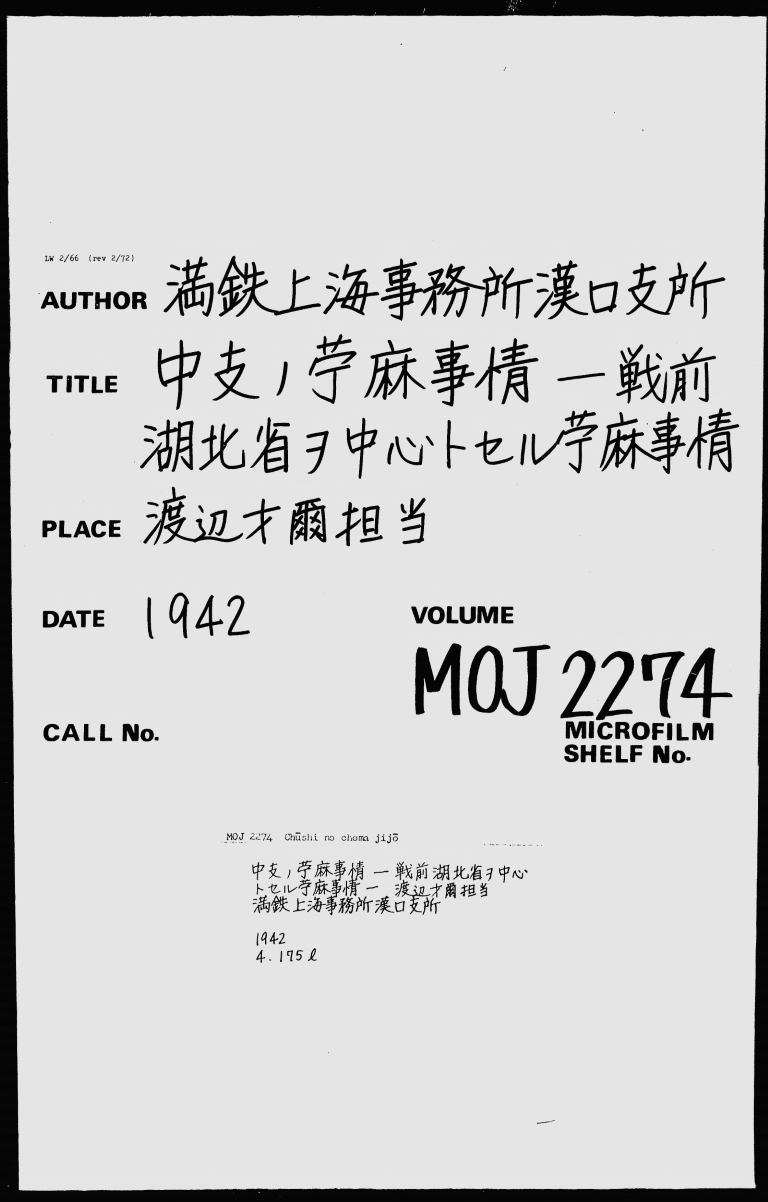 LW 2/66 (rev 2/72)
AUTHOR 満鉄上海事務所漢口支所
TITLE 中支ノ苧麻事情 ー戦前
湖北省ヲ中心トセル苧麻事情
PLACE 渡辺才爾担当
DATE 1942
VOLUME
MOJ 2274
MICROFILM
SHELF No.
CALL No.
MOJ 2274 Chūshi no choma jijō
中支ノ苧麻事情 ー戦前湖北省ヲ中心
トセル苧麻事情ー 渡辺才爾担当
満鉄上海事務所漢口支所
1942
4. 175 l